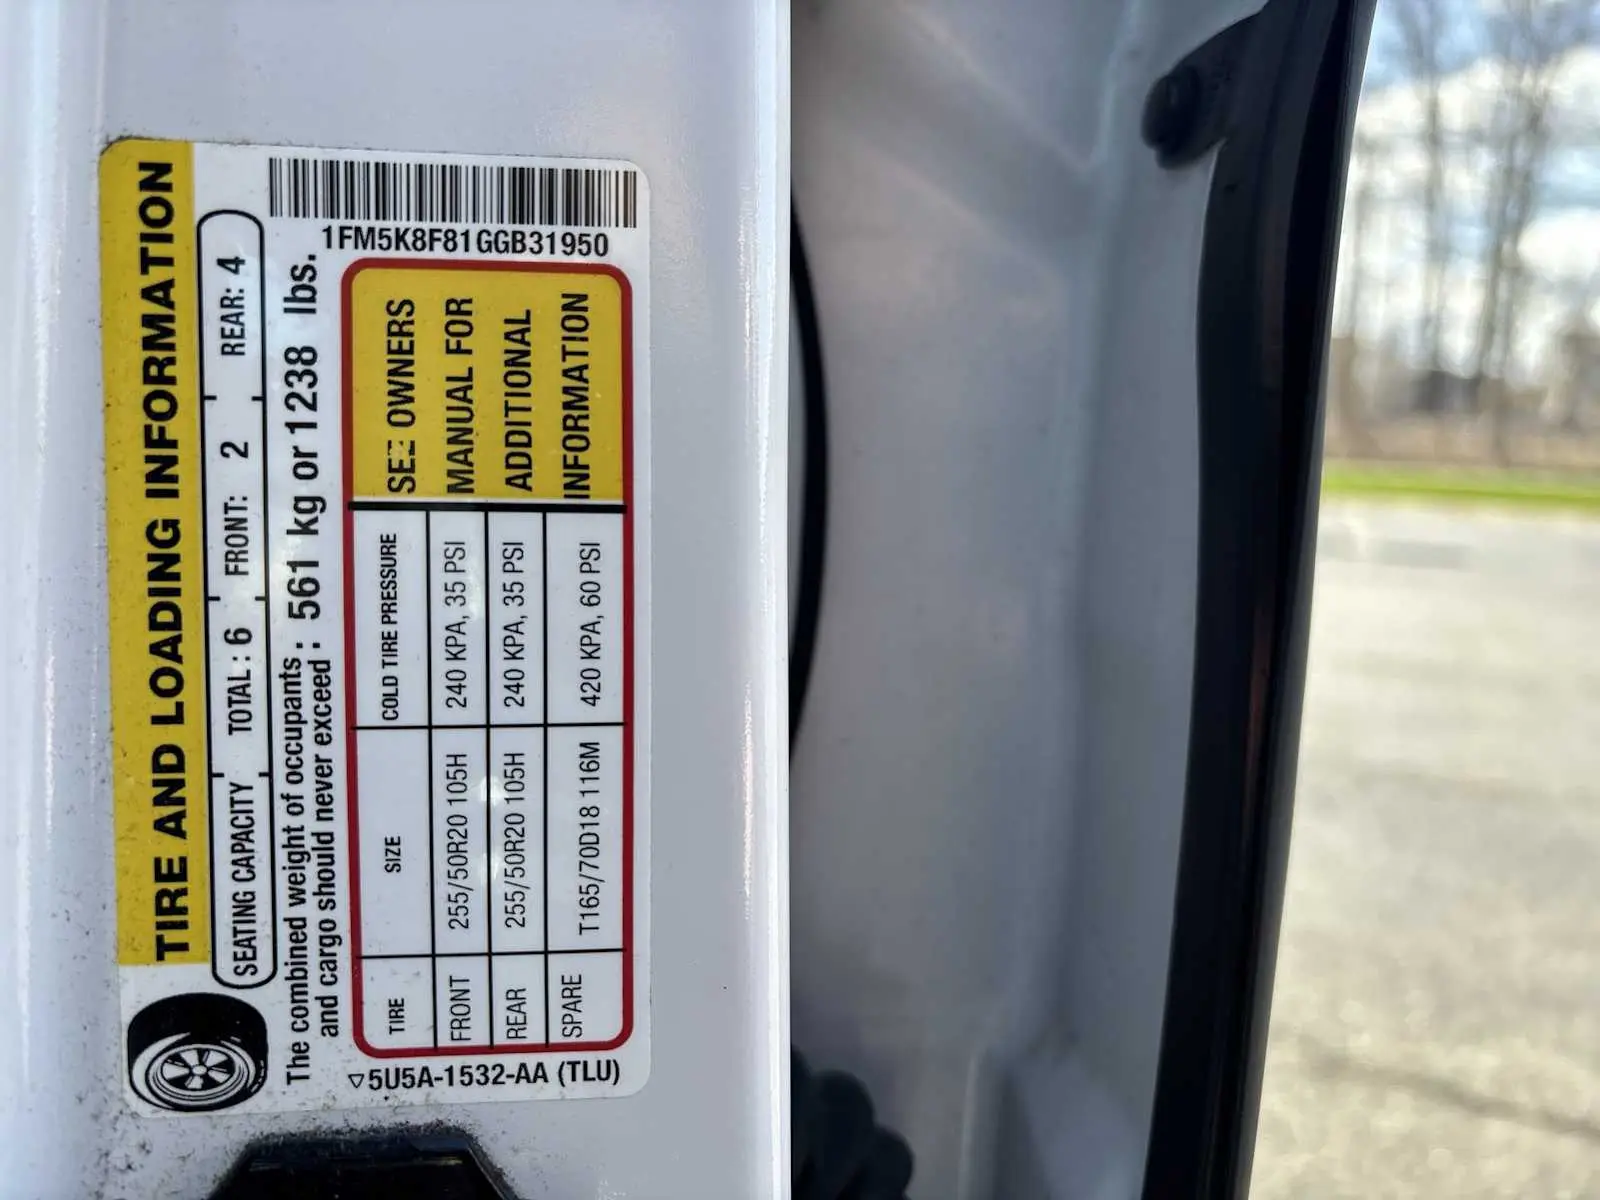 TIRE AND LOADING INFORMATION
SEATING CAPACITY TOTAL: 6 FRONT: 2 REAR: 4
The combined weight of occupants and cargo should never exceed : 561 kg or 1238 lbs.
1FM5K8F81GGB31950
TIRE SIZE COLD TIRE PRESSURE
FRONT 255/50R20 105H 240 KPA, 35 PSI
REAR 255/50R20 105H 240 KPA, 35 PSI
SPARE T165/70D18 116M 420 KPA, 60 PSI
SEE OWNERS
MANUAL FOR
ADDITIONAL
INFORMATION
5U5A-1532-AA (TLU)